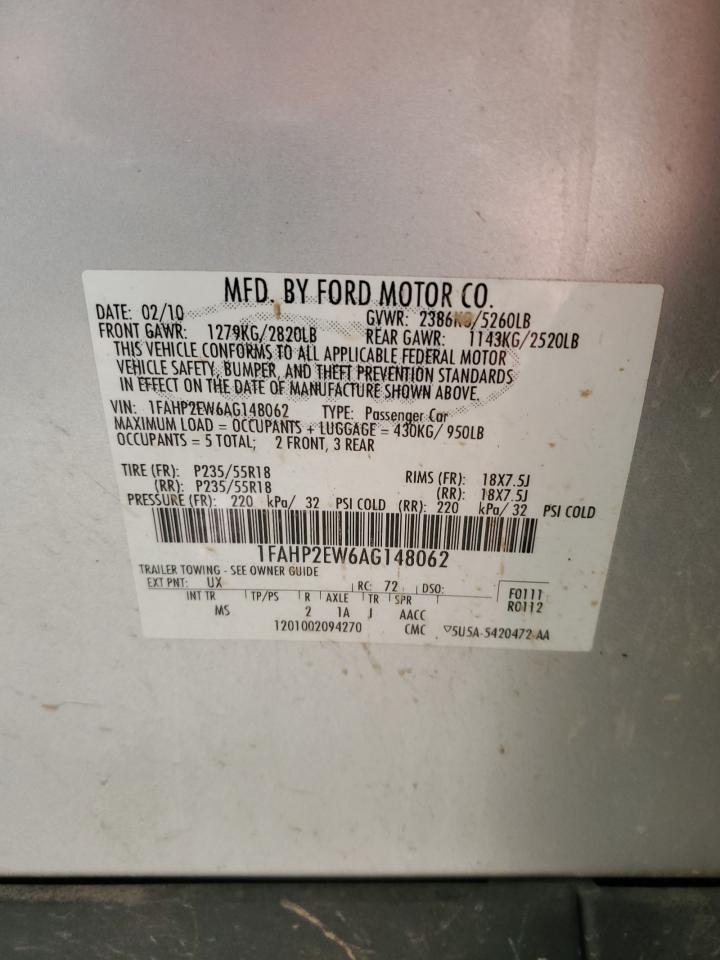 MFD. BY FORD MOTOR CO.
DATE: 02/10 GVWR: 2386KG/5260LB
FRONT GAWR: 1279KG/2820LB REAR GAWR: 1143KG/2520LB
THIS VEHICLE CONFORMS TO ALL APPLICABLE FEDERAL MOTOR
VEHICLE SAFETY, BUMPER, AND THEFT PREVENTION STANDARDS
IN EFFECT ON THE DATE OF MANUFACTURE SHOWN ABOVE.
VIN: 1FAHP2EW6AG148062 TYPE: Passenger Car
MAXIMUM LOAD = OCCUPANTS + LUGGAGE = 430KG/ 950LB
OCCUPANTS = 5 TOTAL; 2 FRONT, 3 REAR
TIRE (FR): P235/55R18 RIMS (FR): 18X7.5J
(RR): P235/55R18 (RR): 18X7.5J
PRESSURE (FR): 220 kPa/ 32 PSI COLD (RR): 220 kPa/ 32 PSI COLD
1FAHP2EW6AG148062
TRAILER TOWING - SEE OWNER GUIDE
EXT PNT: UX RC: 72 DSO: F0111
INT TR TP/PS R AXLE TR SPR R0112
MS 2 1A J AACC
1201002094270 CMC ▽5U5A-5420472-AA